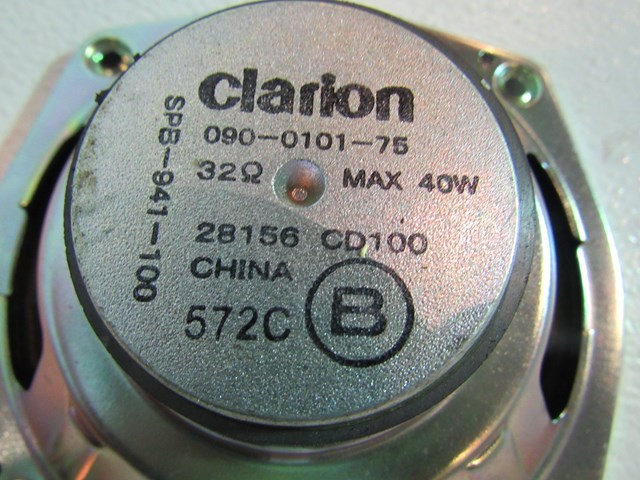 clarion
090-0101-75
32Ω MAX 40W
28156 CD100
CHINA
572C B
SPB-941-100